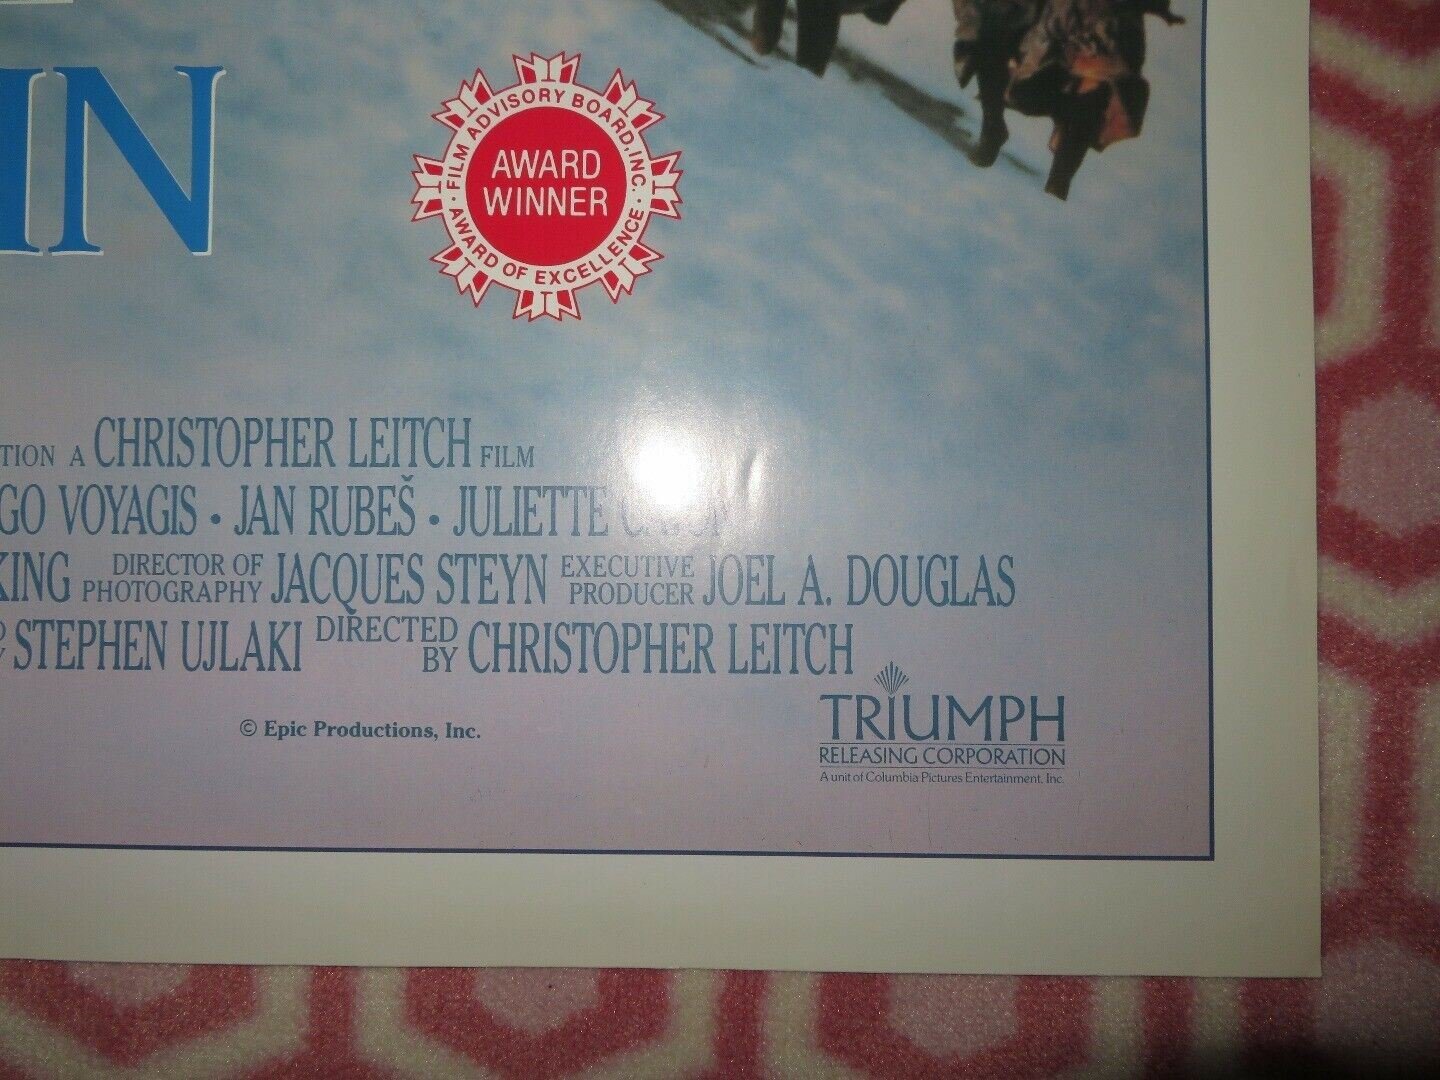 IN
FILM ADVISORY BOARD, INC.
AWARD
WINNER
AWARD OF EXCELLENCE
TION A CHRISTOPHER LEITCH FILM
GO VOYAGIS • JAN RUBEŠ • JULIETTE
KING DIRECTOR OF PHOTOGRAPHY JACQUES STEYN EXECUTIVE PRODUCER JOEL A. DOUGLAS
STEPHEN UJLAKI DIRECTED BY CHRISTOPHER LEITCH
© Epic Productions, Inc.
TRIUMPH
RELEASING CORPORATION
A unit of Columbia Pictures Entertainment, Inc.